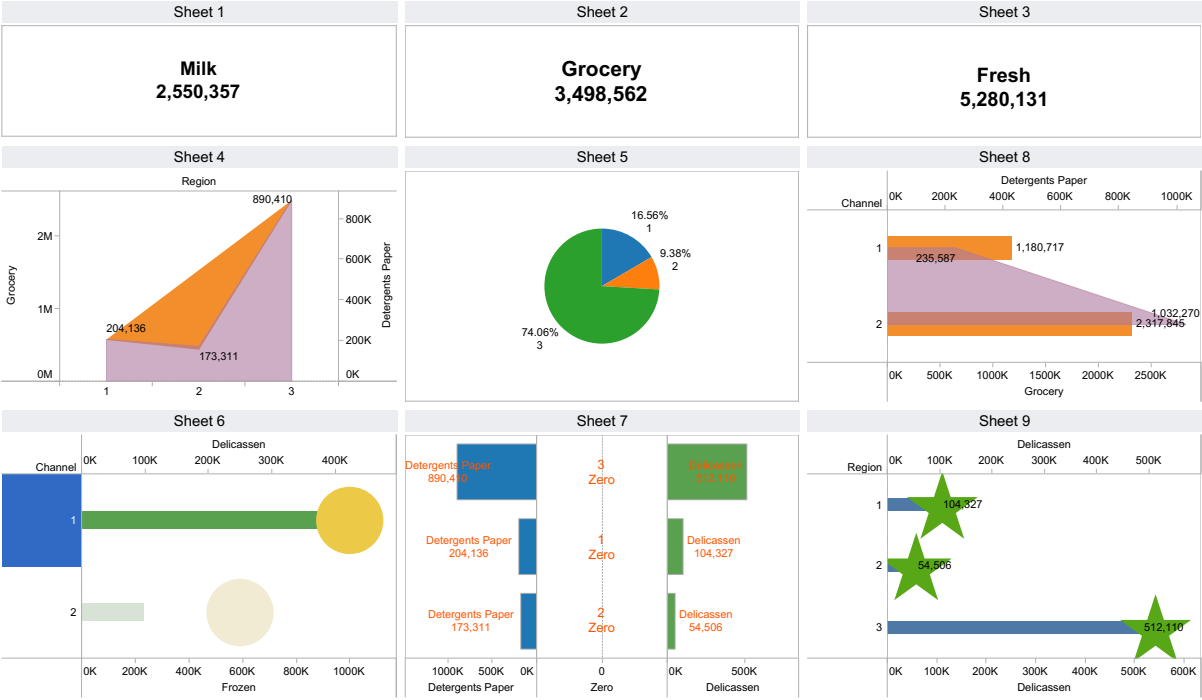 Sheet 1
Milk
2,550,357
Sheet 2
Grocery
3,498,562
Sheet 3
Fresh
5,280,131
Sheet 4
Region
890,410
204,136
173,311
2M
1M
0M
Grocery
800K
600K
400K
200K
0K
Detergents Paper
1
2
3
Sheet 5
16.56%
1
9.38%
2
74.06%
3
Sheet 8
Detergents Paper
Channel
0K
200K
400K
600K
800K
1000K
1
1,180,717
235,587
2
1,032,270
2,317,845
0K
500K
1000K
1500K
2000K
2500K
Grocery
Sheet 6
Delicassen
Channel
0K
100K
200K
300K
400K
1
2
0K
200K
400K
600K
800K
1000K
Frozen
Sheet 7
Detergents Paper
890,410
3
Zero
Delicassen
Detergents Paper
204,136
1
Zero
Delicassen
104,327
Detergents Paper
173,311
2
Zero
Delicassen
54,506
1000K
500K
0K
0
0K
500K
Detergents Paper
Zero
Delicassen
Sheet 9
Delicassen
Region
0K
100K
200K
300K
400K
500K
1
104,327
2
54,506
3
512,110
0K
100K
200K
300K
400K
500K
600K
Delicassen